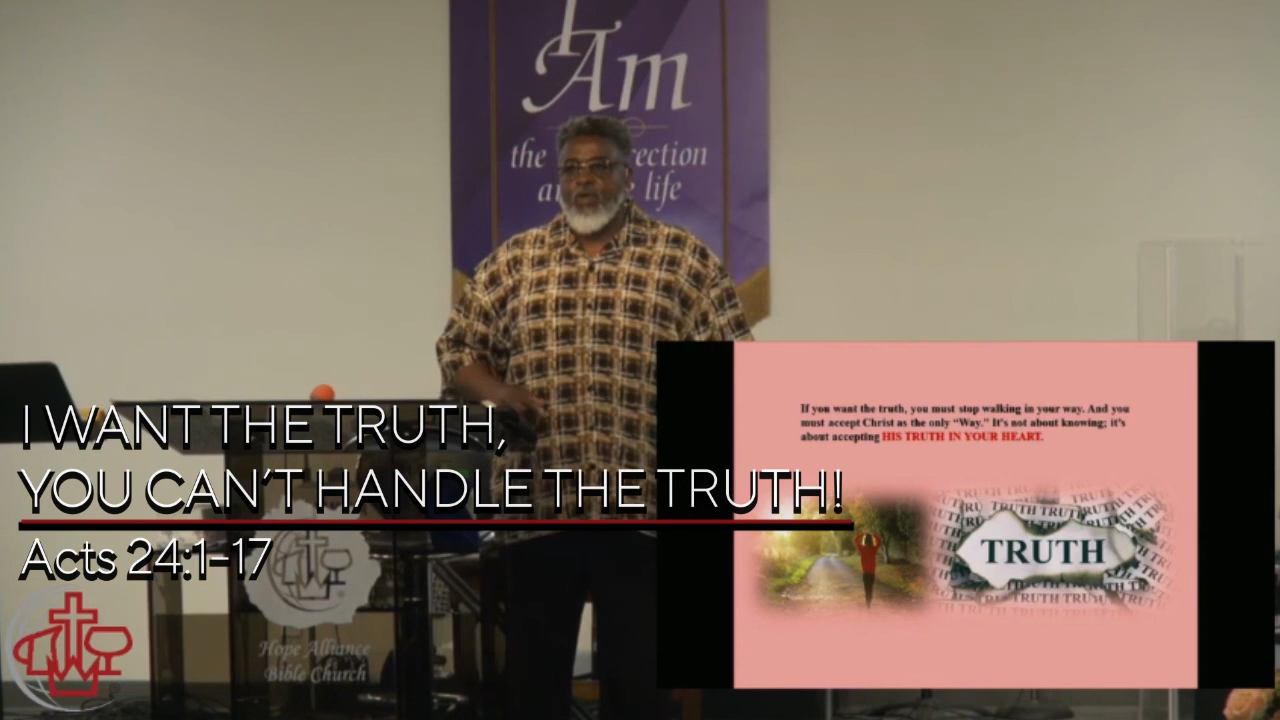 I
Am
the rection
life
I WANT THE TRUTH,
YOU CAN'T HANDLE THE TRUTH!
Acts 24:1-17
Hope Alliance
Bible Church
If you want the truth, you must stop walking in your way. And you
must accept Christ as the only “Way.” It's not about knowing; it's
about accepting HIS TRUTH IN YOUR HEART.
TRUTH